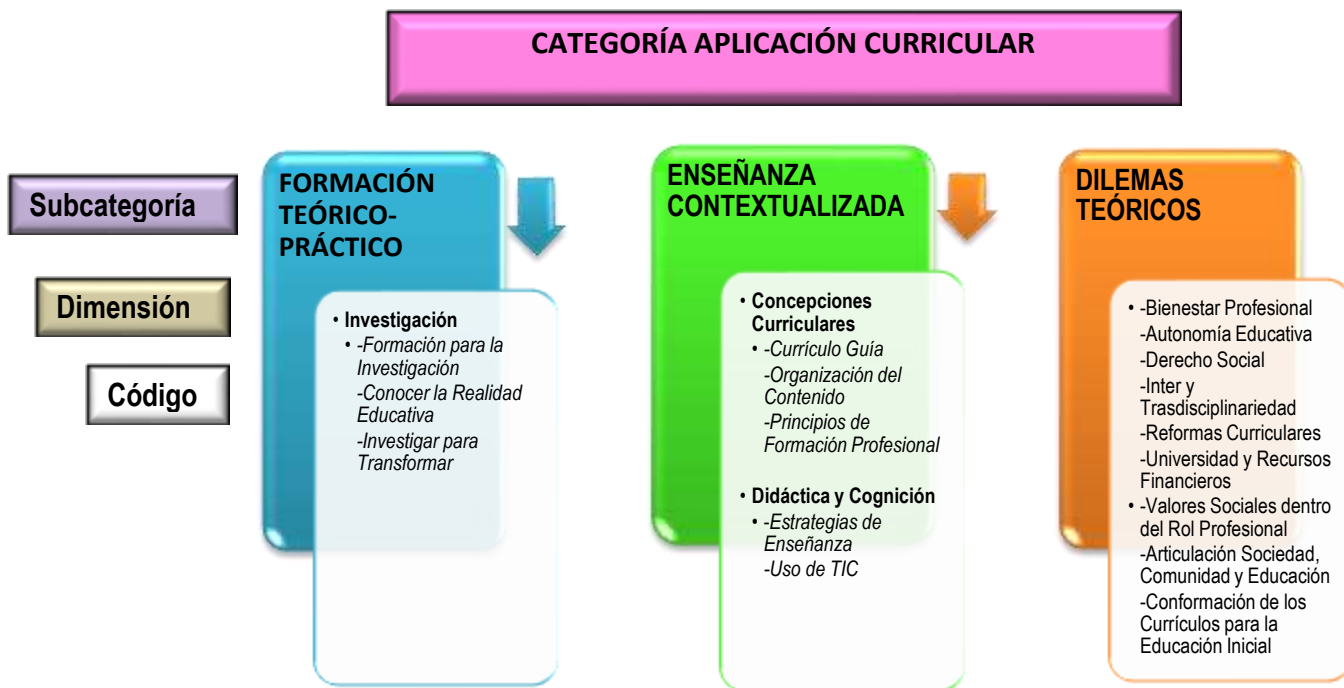 CATEGORÍA APLICACIÓN CURRICULAR
Subcategoría
Dimensión
Código
FORMACIÓN
TEÓRICO-
PRÁCTICO
• Investigación
• -Formación para la
Investigación
-Conocer la Realidad
Educativa
-Investigar para
Transformar
ENSEÑANZA
CONTEXTUALIZADA
• Concepciones
Curriculares
• -Currículo Guía
-Organización del
Contenido
-Principios de
Formación Profesional
• Didáctica y Cognición
• -Estrategias de
Enseñanza
-Uso de TIC
DILEMAS
TEÓRICOS
• -Bienestar Profesional
-Autonomía Educativa
-Derecho Social
-Inter y
Trasdisciplinariedad
-Reformas Curriculares
-Universidad y Recursos
Financieros
• -Valores Sociales dentro
del Rol Profesional
-Articulación Sociedad,
Comunidad y Educación
-Conformación de los
Currículos para la
Educación Inicial